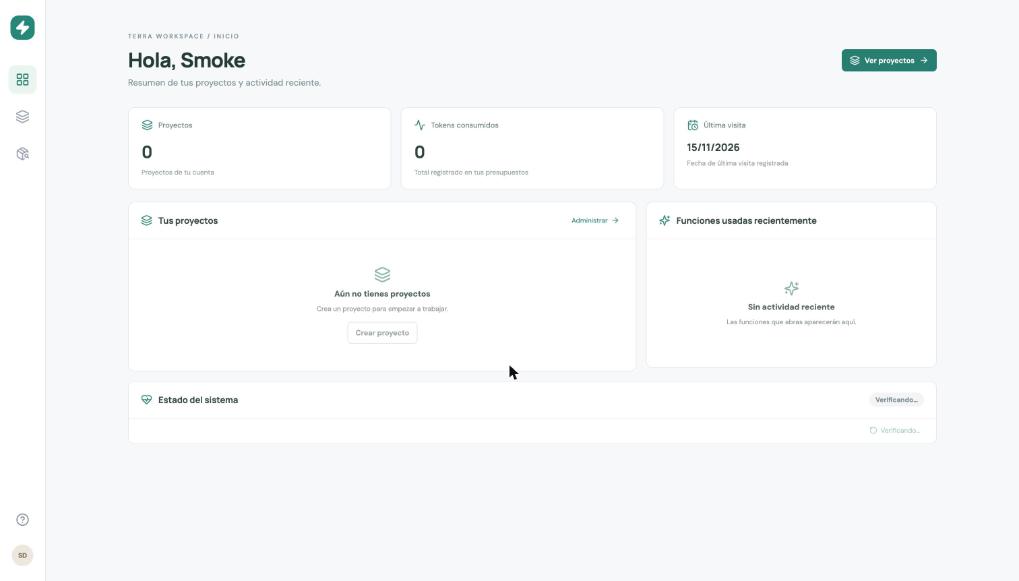 TERRA WORKSPACE / INICIO
Hola, Smoke
Resumen de tus proyectos y actividad reciente.
Ver proyectos
Proyectos
0
Proyectos de tu cuenta
Tokens consumidos
0
Total registrado en tus presupuestos
Última visita
15/11/2026
Fecha de última visita registrada
Tus proyectos
Administrar
Aún no tienes proyectos
Crea un proyecto para empezar a trabajar.
Crear proyecto
Funciones usadas recientemente
Sin actividad reciente
Las funciones que abras aparecerán aquí.
Estado del sistema
Verificando…
Verificando…
SD